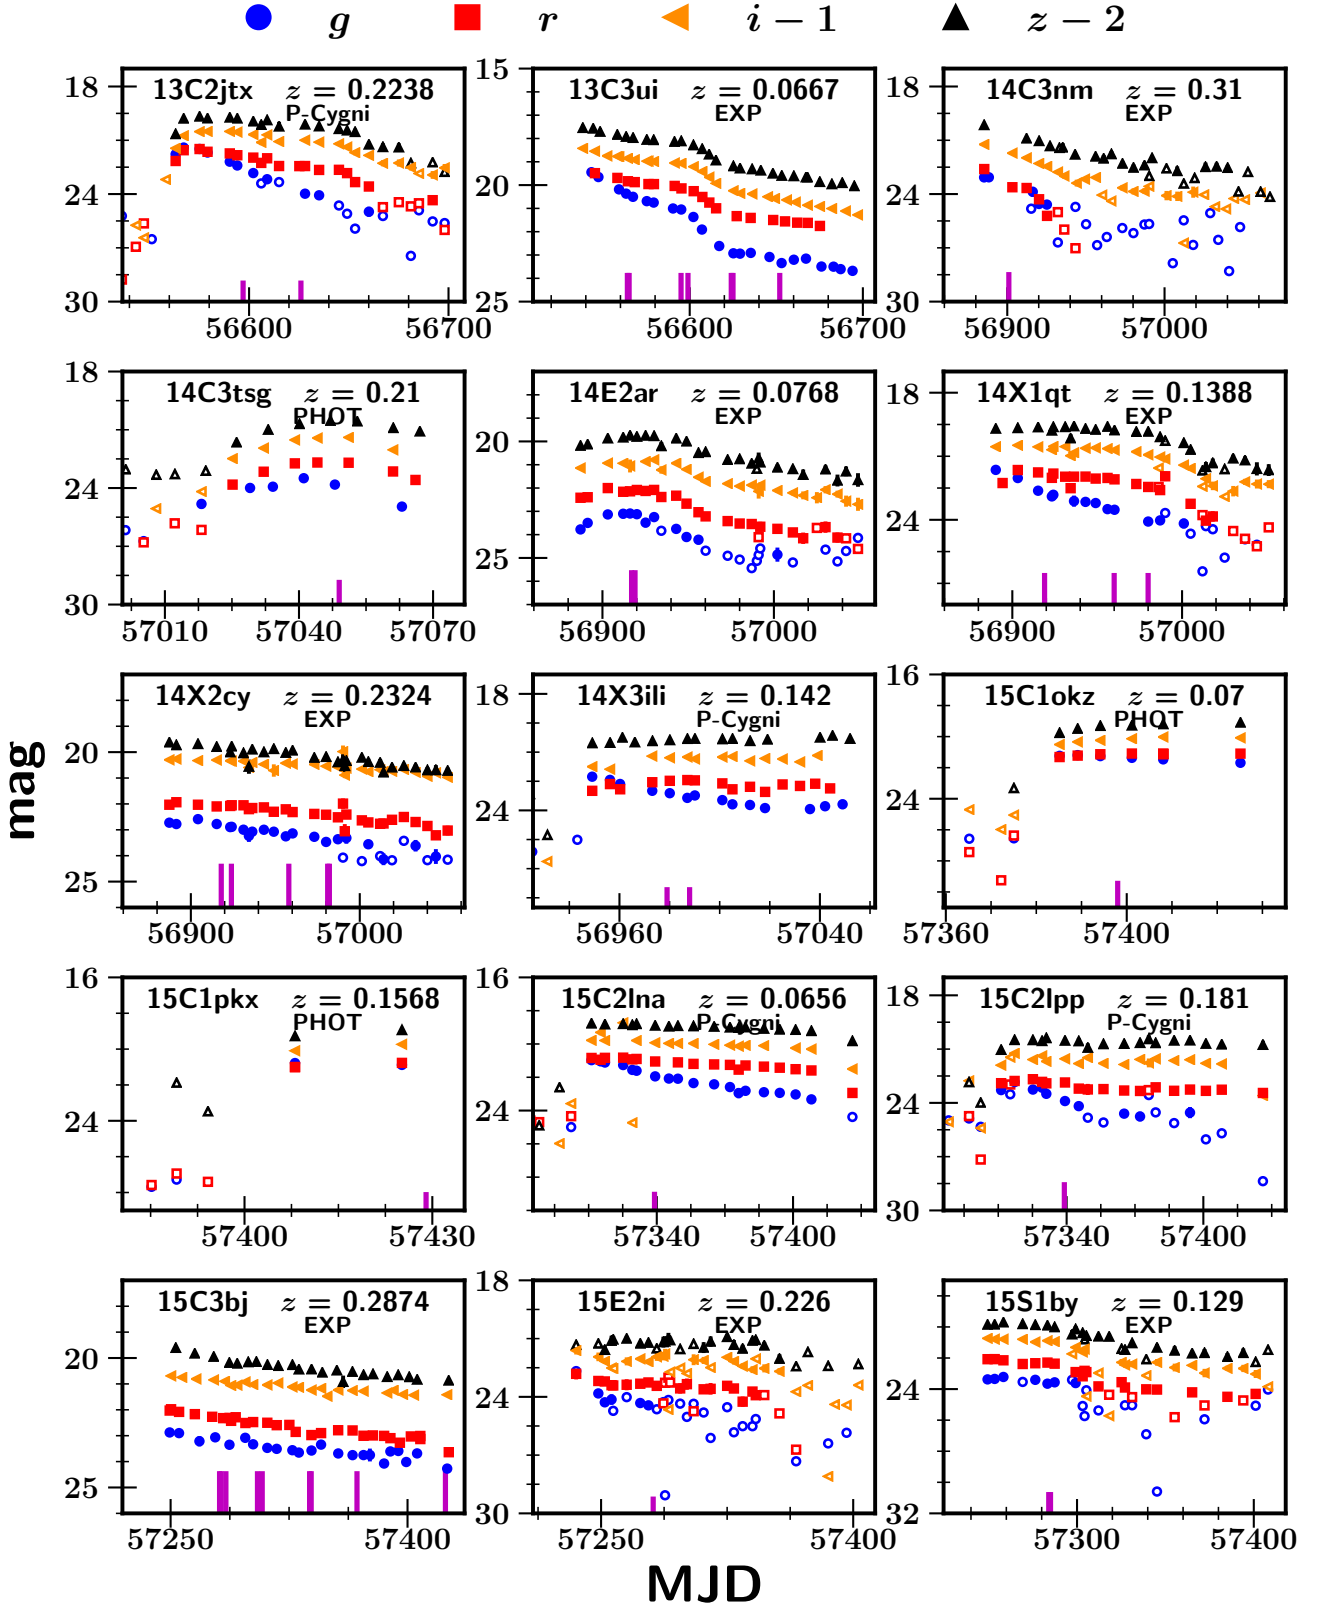 g r i − 1 z − 2
13C2jtx z = 0.2238
P-Cygni
18
24
30
56600 56700
13C3ui z = 0.0667
EXP
15
20
25
56600 56700
14C3nm z = 0.31
EXP
18
24
30
56900 57000
14C3tsg z = 0.21
PHOT
18
24
30
57010 57040 57070
14E2ar z = 0.0768
EXP
20
25
56900 57000
14X1qt z = 0.1388
EXP
18
24
56900 57000
mag
14X2cy z = 0.2324
EXP
20
25
56900 57000
14X3ili z = 0.142
P-Cygni
18
24
56960 57040
15C1okz z = 0.07
PHOT
16
24
57360 57400
15C1pkx z = 0.1568
PHOT
16
24
57400 57430
15C2lna z = 0.0656
P-Cygni
16
24
57340 57400
15C2lpp z = 0.181
P-Cygni
18
24
30
57340 57400
15C3bj z = 0.2874
EXP
20
25
57250 57400
15E2ni z = 0.226
EXP
18
24
30
57250 57400
15S1by z = 0.129
EXP
24
32
57300 57400
MJD